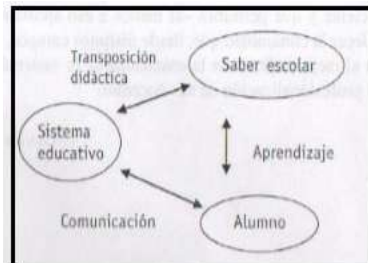 Transposición
didáctica
Saber escolar
Sistema
educativo
Aprendizaje
Comunicación
Alumno